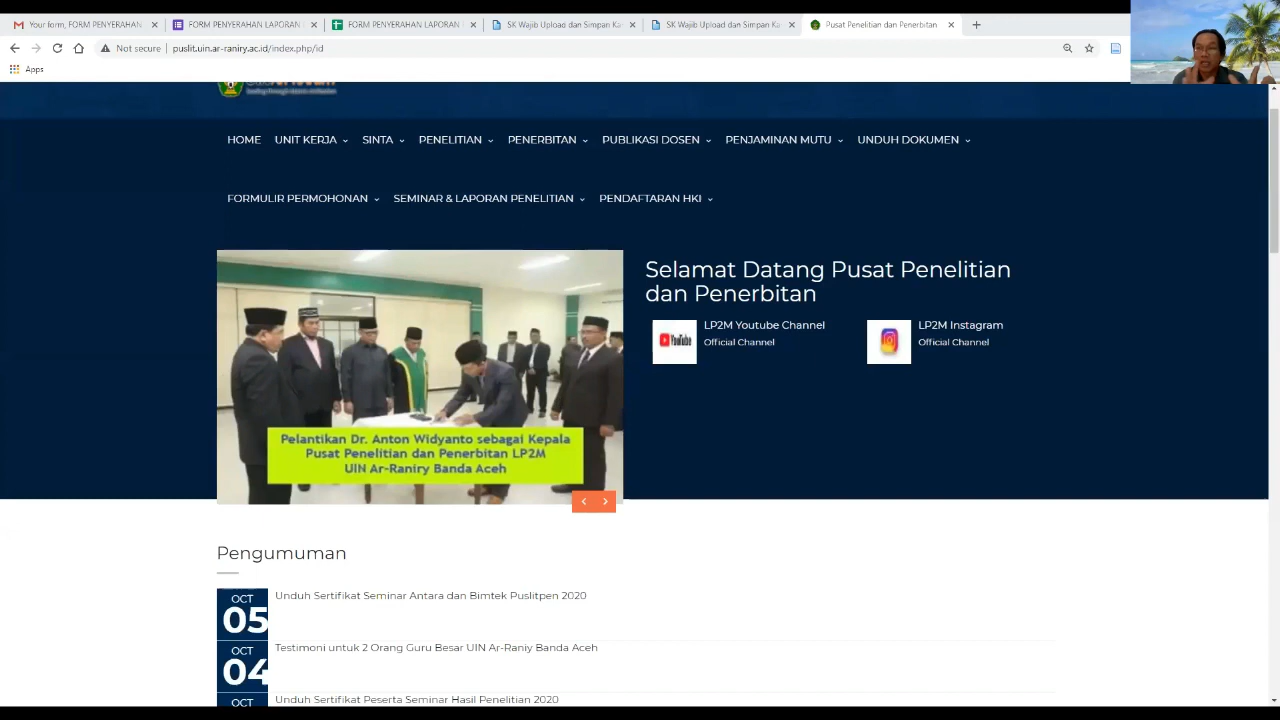 Your form, FORM PENYERAHAN
FORM PENYERAHAN LAPORAN
FORM PENYERAHAN LAPORAN F
SK Wajib Upload dan Simpan Ka
SK Wajib Upload dan Simpan Ka
Pusat Penelitian dan Penerbitan
Not secure
puslit.uin.ar-raniry.ac.id/index.php/id
Apps
HOME UNIT KERJA SINTA PENELITIAN PENERBITAN PUBLIKASI DOSEN PENJAMINAN MUTU UNDUH DOKUMEN
FORMULIR PERMOHONAN SEMINAR & LAPORAN PENELITIAN PENDAFTARAN HKI
Selamat Datang Pusat Penelitian
dan Penerbitan
YouTube
LP2M Youtube Channel
Official Channel
LP2M Instagram
Official Channel
Pelantikan Dr. Anton Widyanto sebagai Kepala
Pusat Penelitian dan Penerbitan LP2M
UIN Ar-Raniry Banda Aceh
Pengumuman
OCT
05
Unduh Sertifikat Seminar Antara dan Bimtek Puslitpen 2020
OCT
04
Testimoni untuk 2 Orang Guru Besar UIN Ar-Raniy Banda Aceh
OCT
Unduh Sertifikat Peserta Seminar Hasil Penelitian 2020